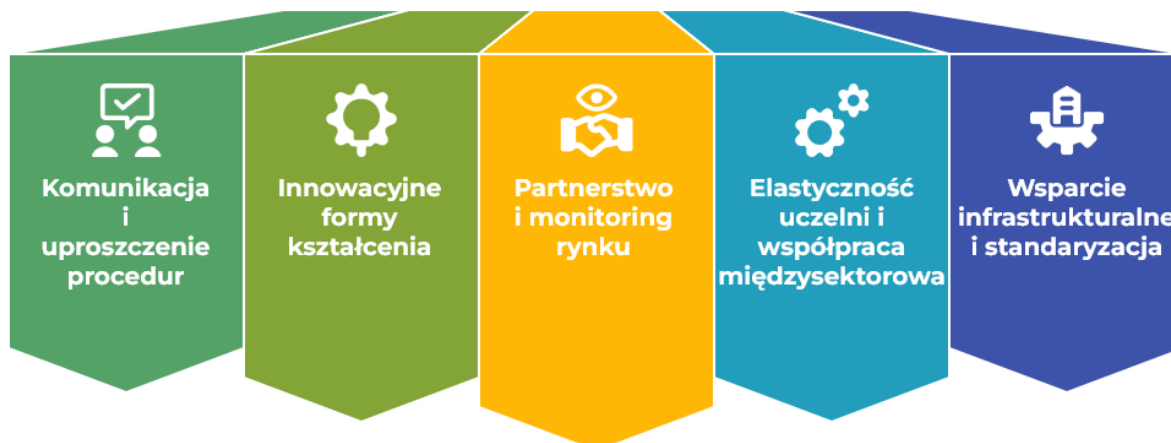 Komunikacja
i
uproszczenie
procedur
Innowacyjne
formy
kształcenia
Partnerstwo
i monitoring
rynku
Elastyczność
uczelni i
współpraca
międzysektorowa
Wsparcie
infrastrukturalne
i standaryzacja